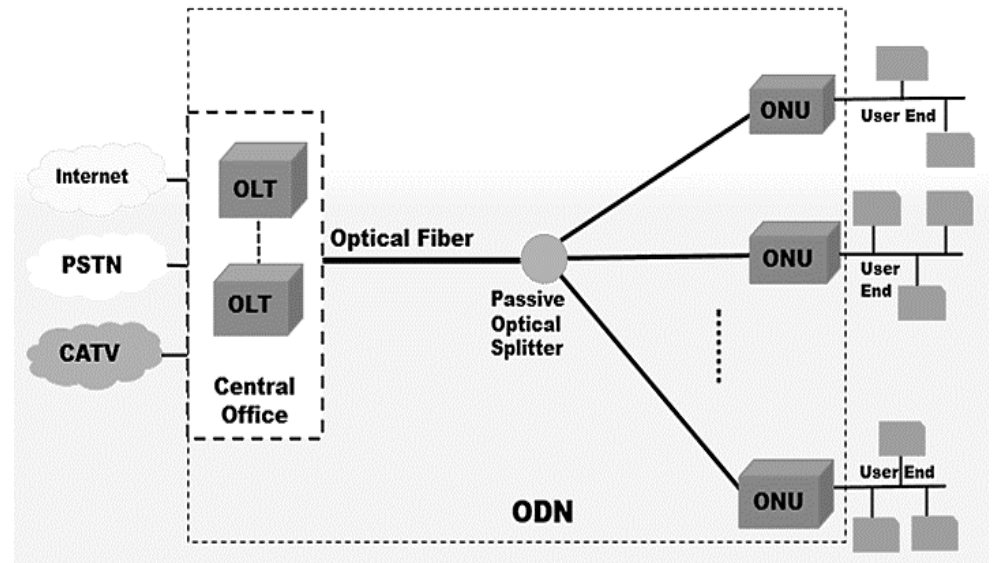 Internet
PSTN
CATV
OLT
OLT
Central
Office
Optical Fiber
Passive
Optical
Splitter
ONU
ONU
ONU
User End
User
End
User End
ODN